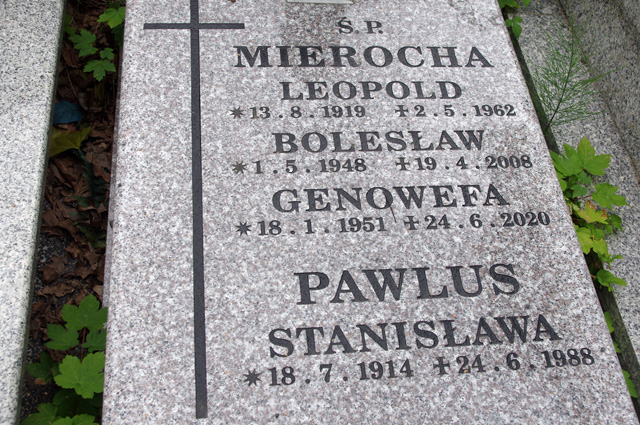 Ś.P.
MIEROCHA
LEOPOLD
*13.8.1919 +2.5.1962
BOLESŁAW
*1.5.1948 +19.4.2008
GENOWEFA
*18.1.1951 +24.6.2020
PAWLUS
STANISŁAWA
*18.7.1914 +24.6.1988